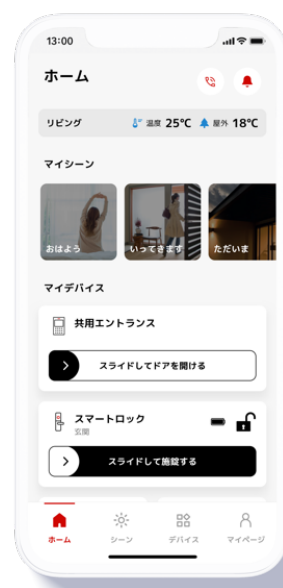 13:00
ホーム
リビング 温度 25℃ 屋外 18℃
マイシーン
おはよう いってきます ただいま
マイデバイス
共用エントランス
スライドしてドアを開ける
スマートロック
玄関
スライドして施錠する
ホーム シーン デバイス マイページ